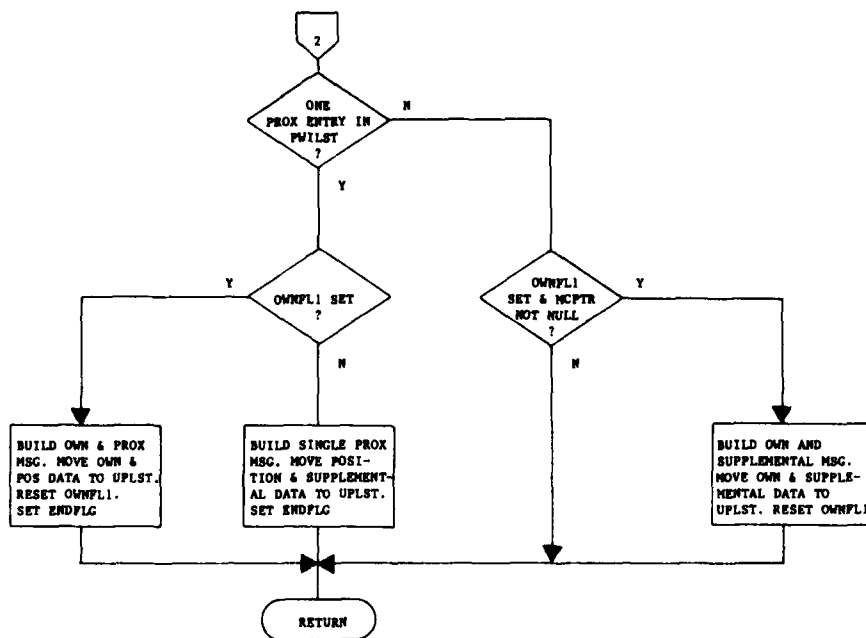 2
ONE
PROX ENTRY IN
PWILST
?
N
Y
Y
OWNFL1 SET
?
N
OWNFL1
SET & MCPTR
NOT NULL
?
Y
N
BUILD OWN & PROX
MSG. MOVE OWN &
POS DATA TO UPLST.
RESET OWNFL1.
SET ENDFLG
BUILD SINGLE PROX
MSG. MOVE POSI-
TION & SUPPLEMENT-
AL DATA TO UPLST.
SET ENDFLG
BUILD OWN AND
SUPPLEMENTAL MSG.
MOVE OWN & SUPPLE-
MENTAL DATA TO
UPLST. RESET OWNFL1
RETURN